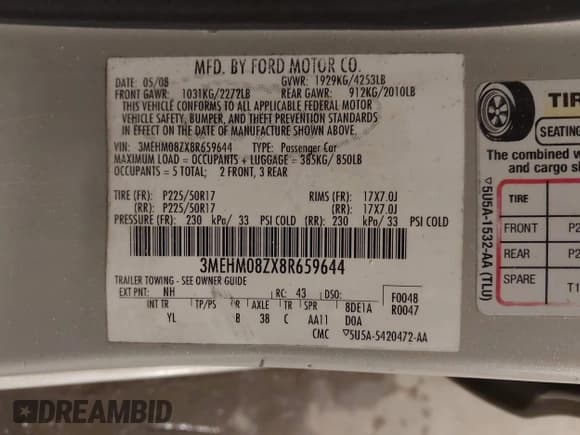 MFD. BY FORD MOTOR CO.
DATE: 05/08 GVWR: 1929KG/4253LB
FRONT GAWR: 1031KG/2272LB REAR GAWR: 912KG/2010LB
THIS VEHICLE CONFORMS TO ALL APPLICABLE FEDERAL MOTOR
VEHICLE SAFETY, BUMPER, AND THEFT PREVENTION STANDARDS
IN EFFECT ON THE DATE OF MANUFACTURE SHOWN ABOVE.
VIN: 3MEHM08ZX8R659644 TYPE: Passenger Car
MAXIMUM LOAD = OCCUPANTS + LUGGAGE = 385KG/ 850LB
OCCUPANTS = 5 TOTAL; 2 FRONT, 3 REAR
TIRE (FR): P225/50R17 RIMS (FR): 17X7.0J
(RR): P225/50R17 (RR): 17X7.0J
PRESSURE (FR): 230 kPa/ 33 PSI COLD (RR): 230 kPa/ 33 PSI COLD
3MEHM08ZX8R659644
TRAILER TOWING - SEE OWNER GUIDE
EXT PNT: NH RC: 43 DSO: F0048
INT TR TP/PS R AXLE TR SPR 8DE1A R0047
YL B 38 C AA11 D0A
CMC ▽5U5A-5420472-AA
▽5U5A-1532-AA (TLU)
TIR
SEATING
The combined w
and cargo sh
TIRE
FRONT P2
REAR P2
SPARE T1
DREAMBID